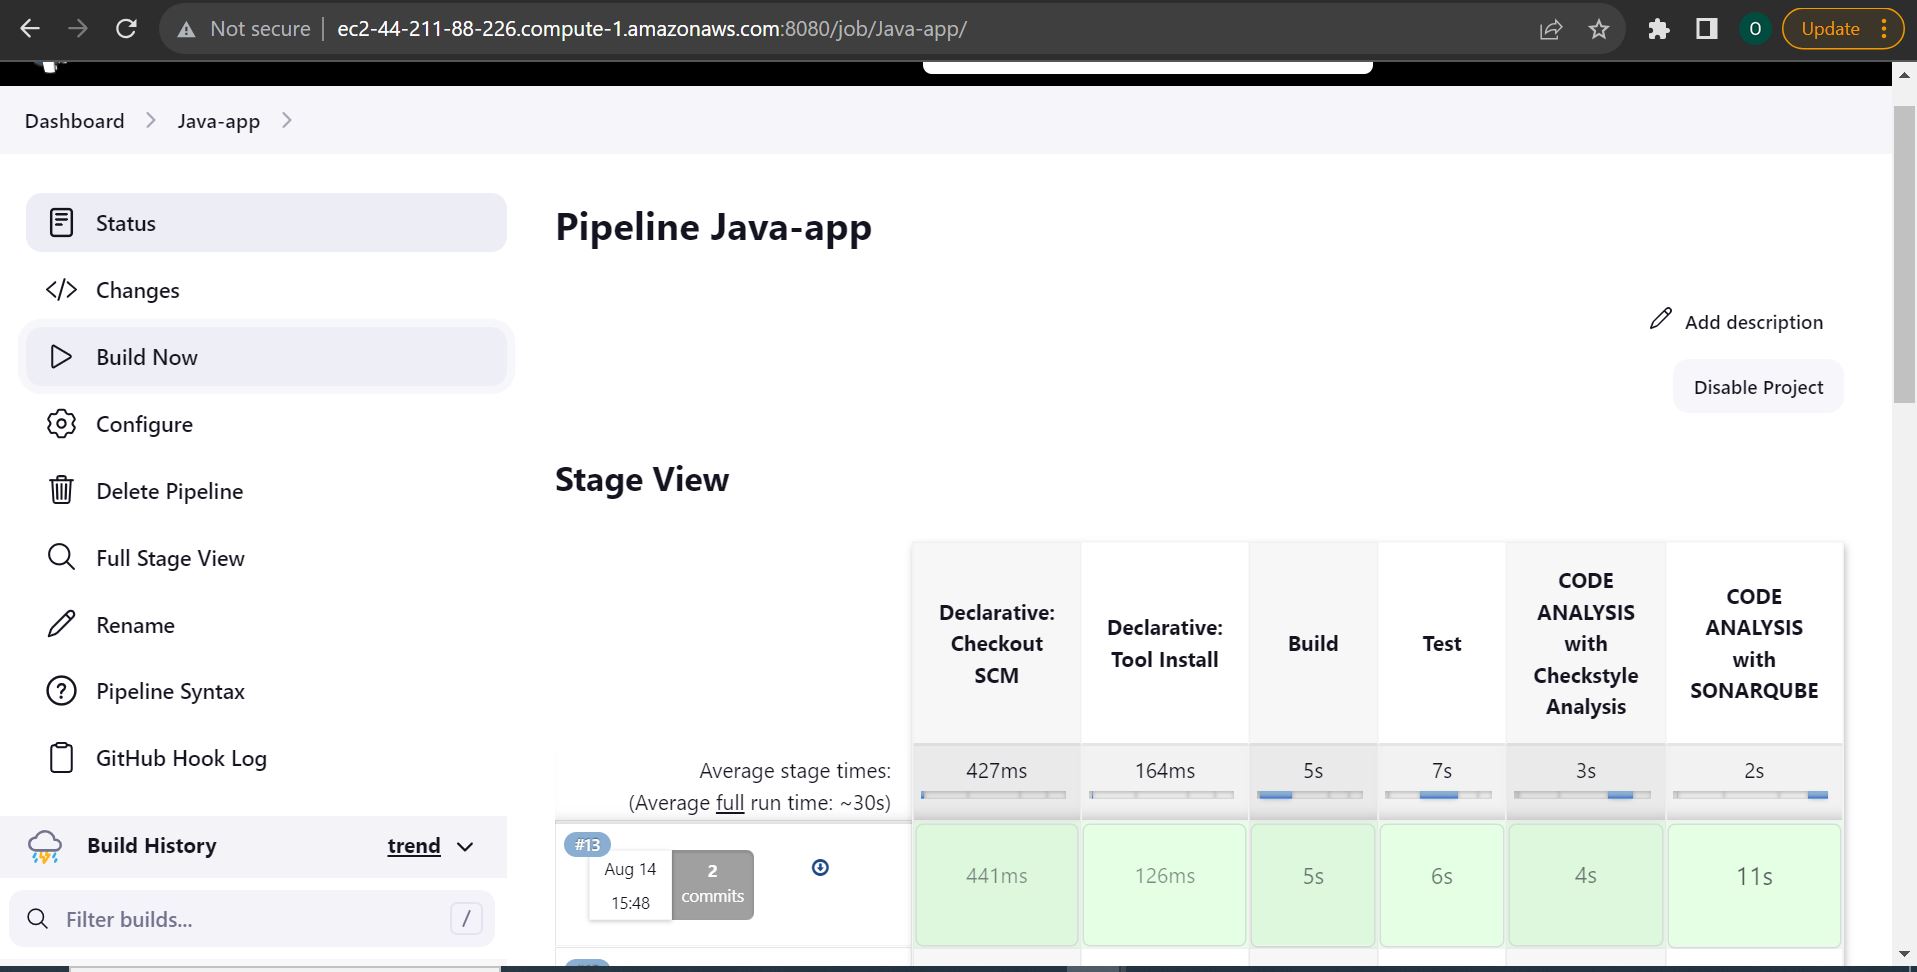 Not secure
ec2-44-211-88-226.compute-1.amazonaws.com:8080/job/Java-app/
O
Update
Dashboard
Java-app
Status
Changes
Build Now
Configure
Delete Pipeline
Full Stage View
Rename
Pipeline Syntax
GitHub Hook Log
Build History
trend
Filter builds...
/
Pipeline Java-app
Add description
Disable Project
Stage View
Declarative:
Checkout
SCM
Declarative:
Tool Install
Build
Test
CODE
ANALYSIS
with
Checkstyle
Analysis
CODE
ANALYSIS
with
SONARQUBE
Average stage times:
(Average full run time: ~30s)
427ms
164ms
5s
7s
3s
2s
#13
Aug 14
15:48
2
commits
441ms
126ms
5s
6s
4s
11s